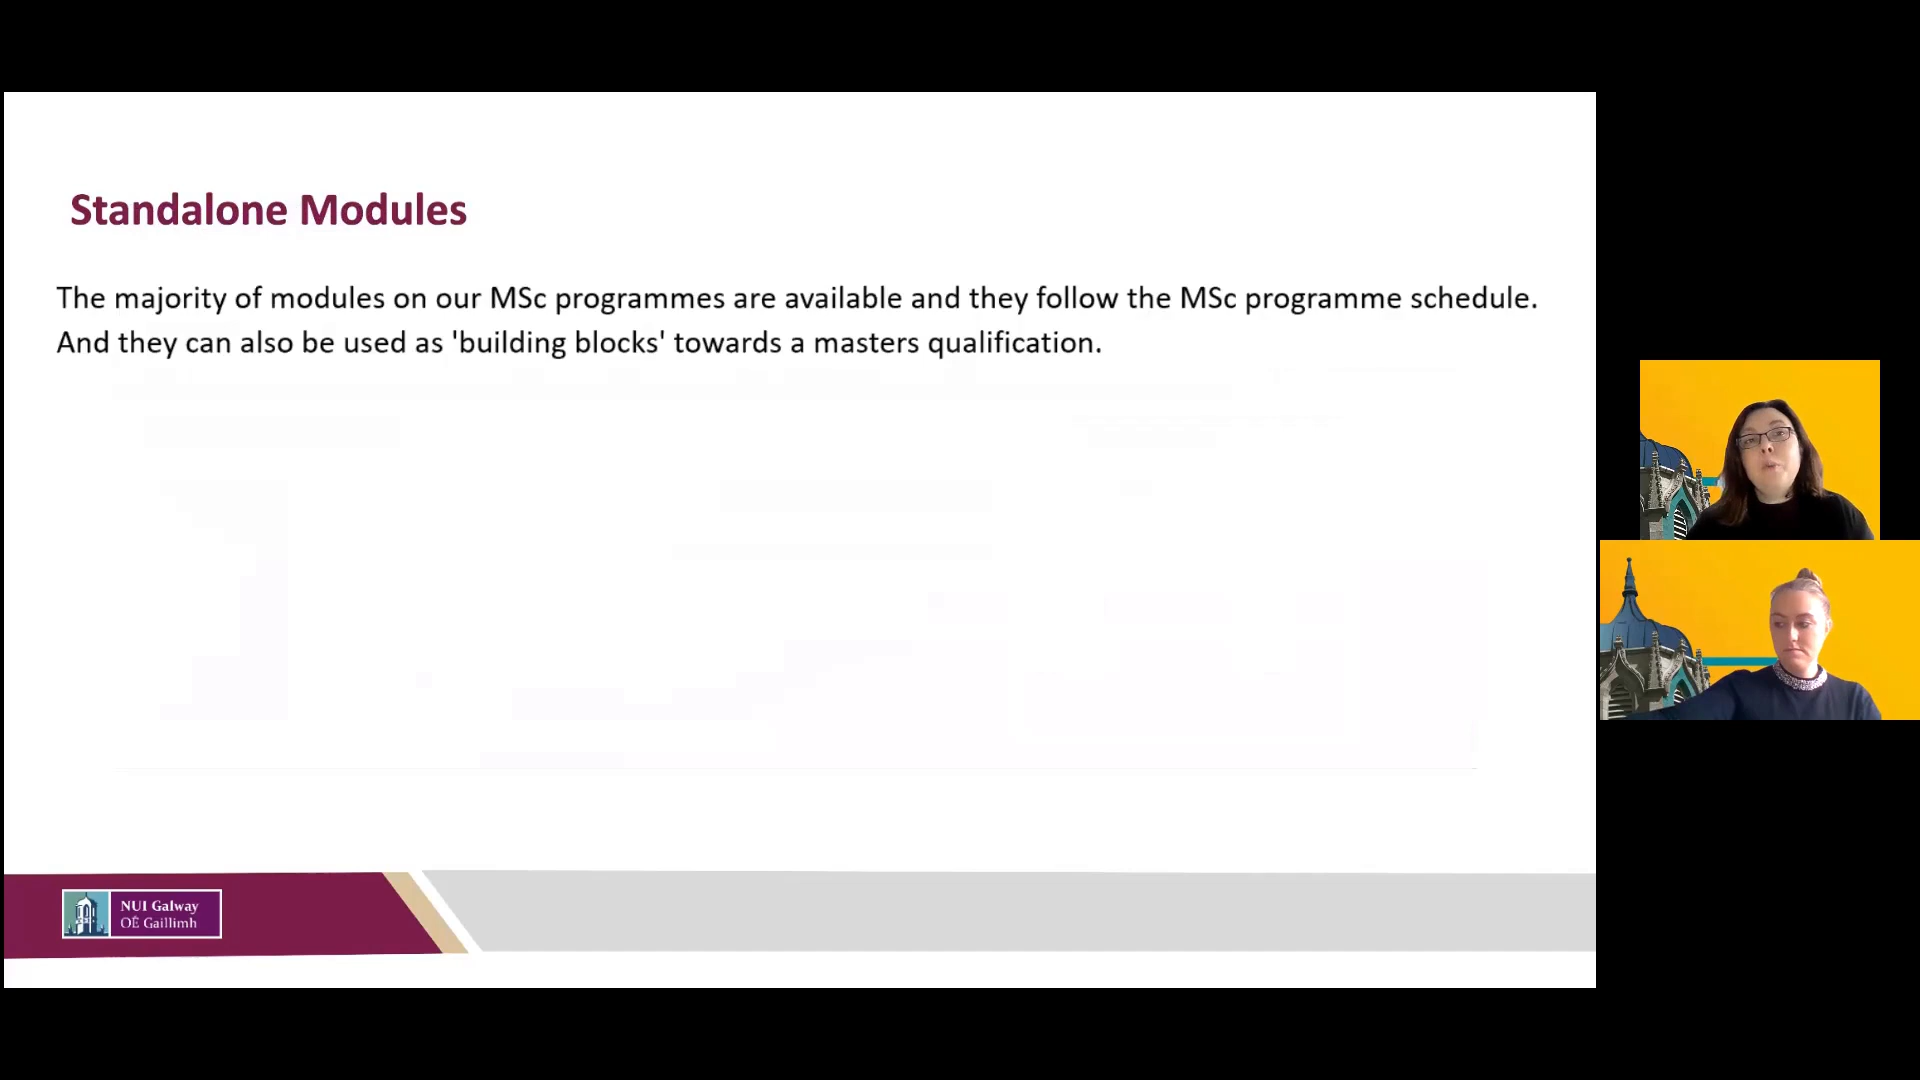 Standalone Modules
The majority of modules on our MSc programmes are available and they follow the MSc programme schedule.
And they can also be used as 'building blocks' towards a masters qualification.
NUI Galway
OÉ Gaillimh